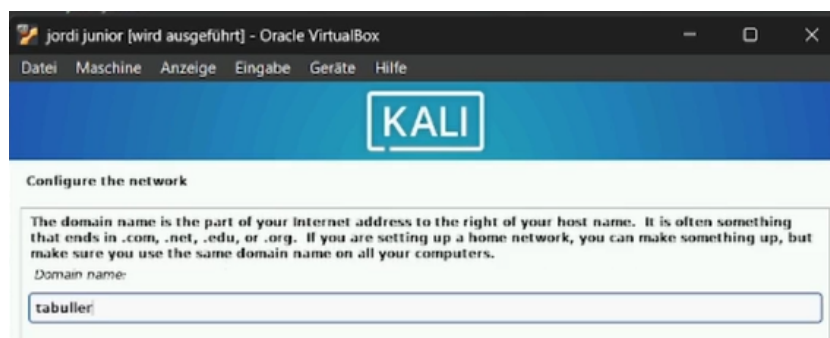 jordi junior [wird ausgeführt] - Oracle VirtualBox
Datei Maschine Anzeige Eingabe Geräte Hilfe
KALI
Configure the network
The domain name is the part of your Internet address to the right of your host name. It is often something
that ends in .com, .net, .edu, or .org. If you are setting up a home network, you can make something up, but
make sure you use the same domain name on all your computers.
Domain name:
tabuller